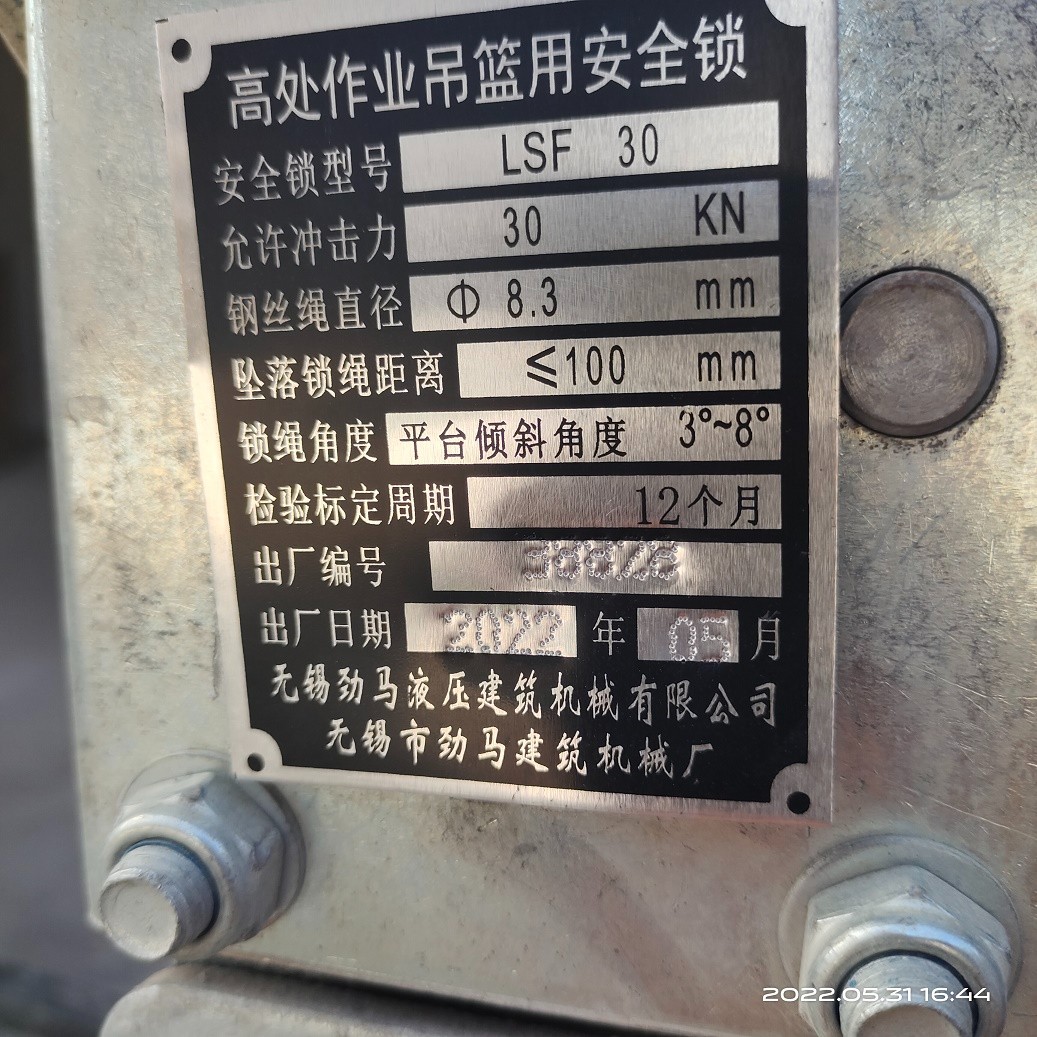 高处作业吊篮用安全锁
安全锁型号 LSF 30
允许冲击力 30 KN
钢丝绳直径 Φ 8.3 mm
坠落锁绳距离 ≤100 mm
锁绳角度 平台倾斜角度 3°~8°
检验标定周期 12个月
出厂编号
出厂日期 2022 年 05 月
无锡劲马液压建筑机械有限公司
无锡市劲马建筑机械厂
2022.05.31 16:44